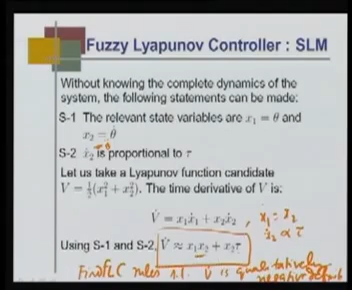 Fuzzy Lyapunov Controller : SLM
Without knowing the complete dynamics of the
system, the following statements can be made:
S-1 The relevant state variables are x₁ = θ and
x₂ = θ̇
S-2 ẋ₂ is proportional to τ
Let us take a Lyapunov function candidate
V = ½(x₁² + x₂²). The time derivative of V is:
V̇ = x₁ẋ₁ + x₂ẋ₂ , ẋ₁ = x₂
ẋ₂ ∝ τ
Using S-1 and S-2, V̇ ≈ x₁x₂ + x₂τ
Find FLC rules s.t. V̇ is qualitatively
negative definite